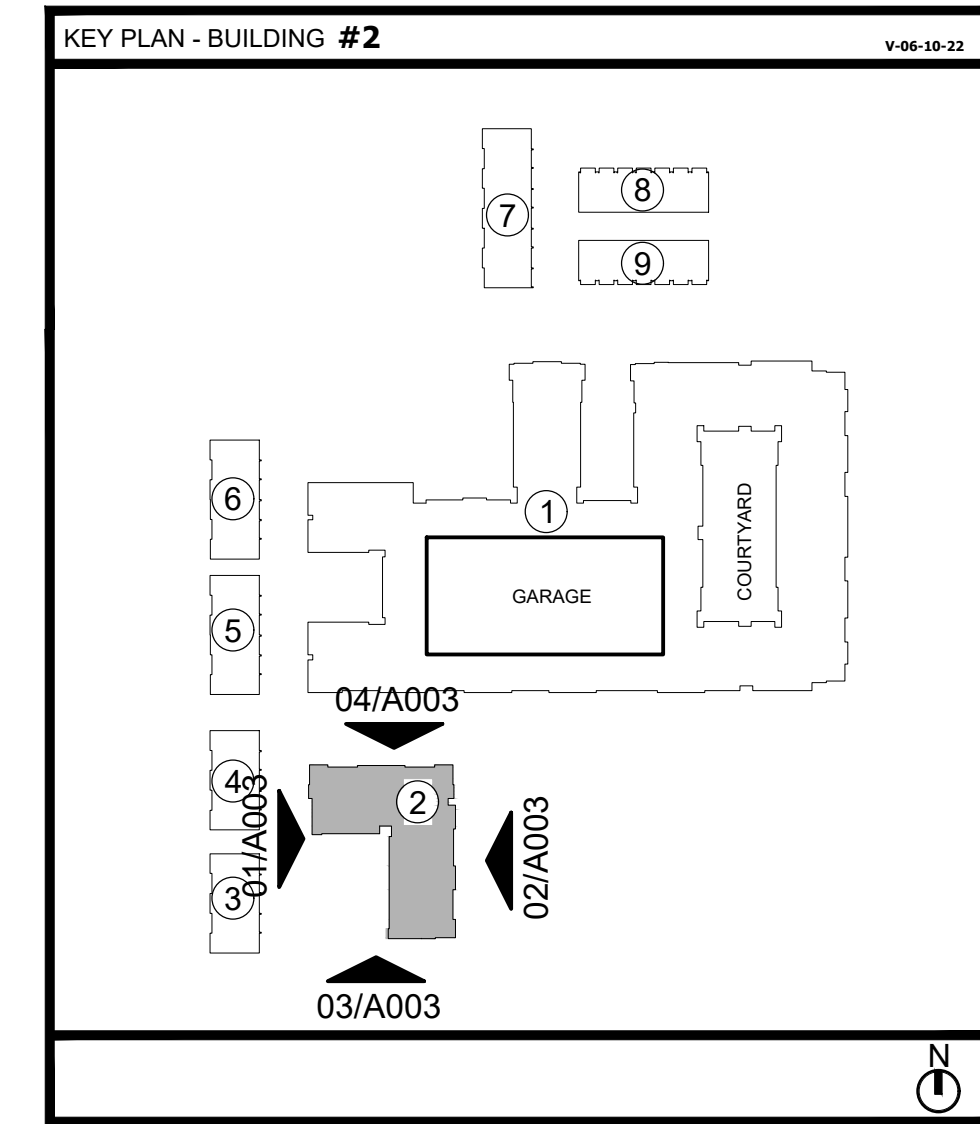 KEY PLAN - BUILDING #2
V-06-10-22
7
8
9
6
1
COURTYARD
GARAGE
5
04/A003
4
2
01/A003
02/A003
3
03/A003
N